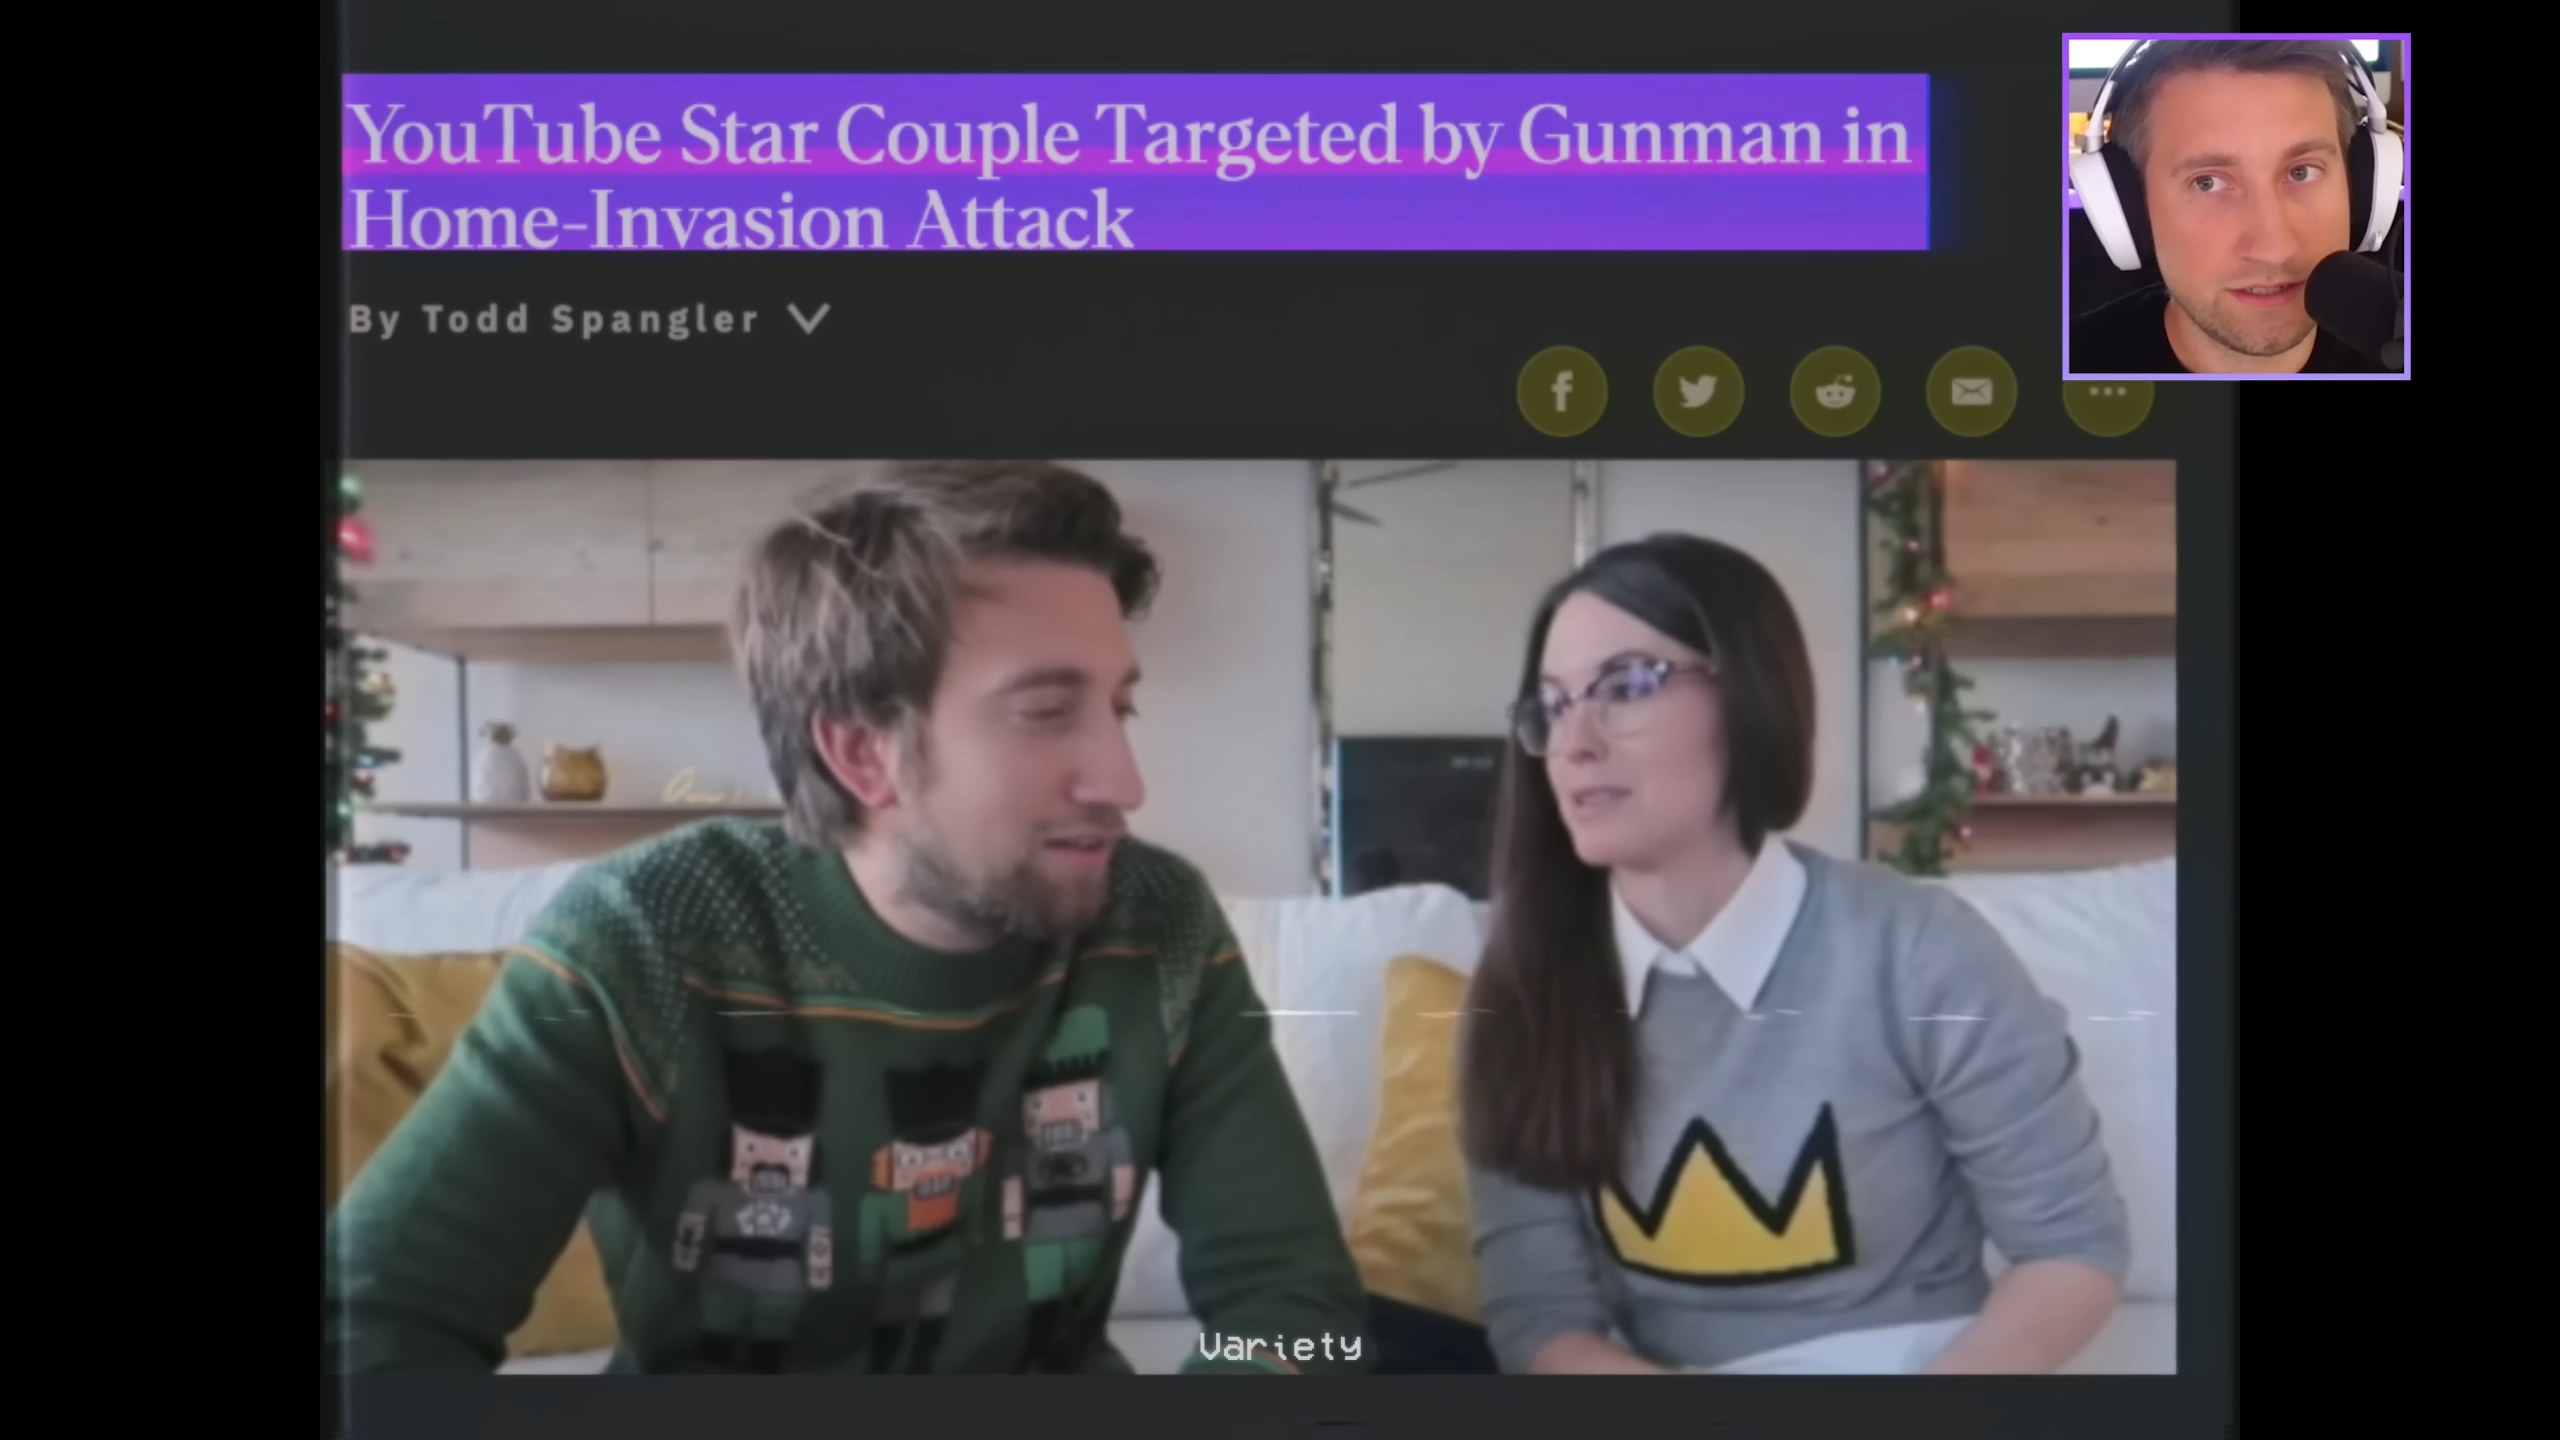 YouTube Star Couple Targeted by Gunman in
Home-Invasion Attack
By Todd Spangler
Variety